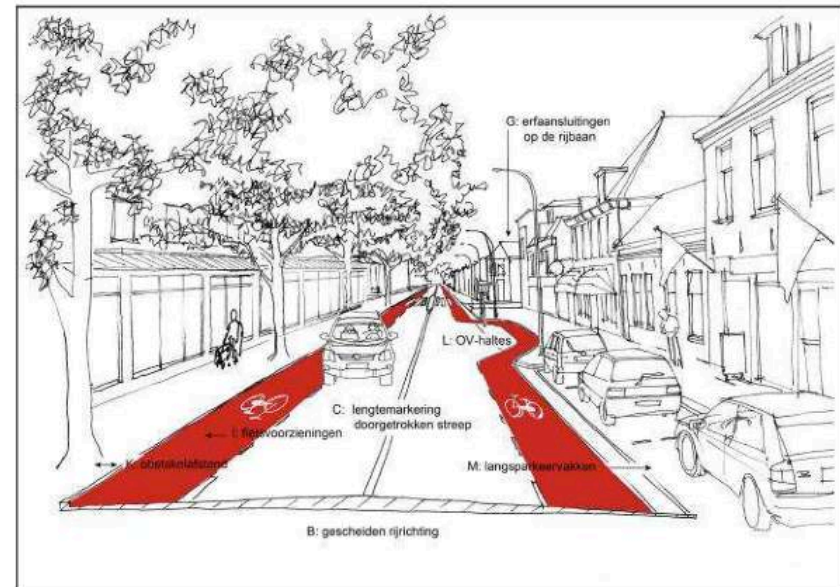 G: erfaansluitingen
op de rijbaan
L: OV-haltes
C: lengtemarkering
doorgetrokken streep
I: fietsvoorzieningen
K: obstakelafstand
M: langsparkeervakken
B: gescheiden rijrichting